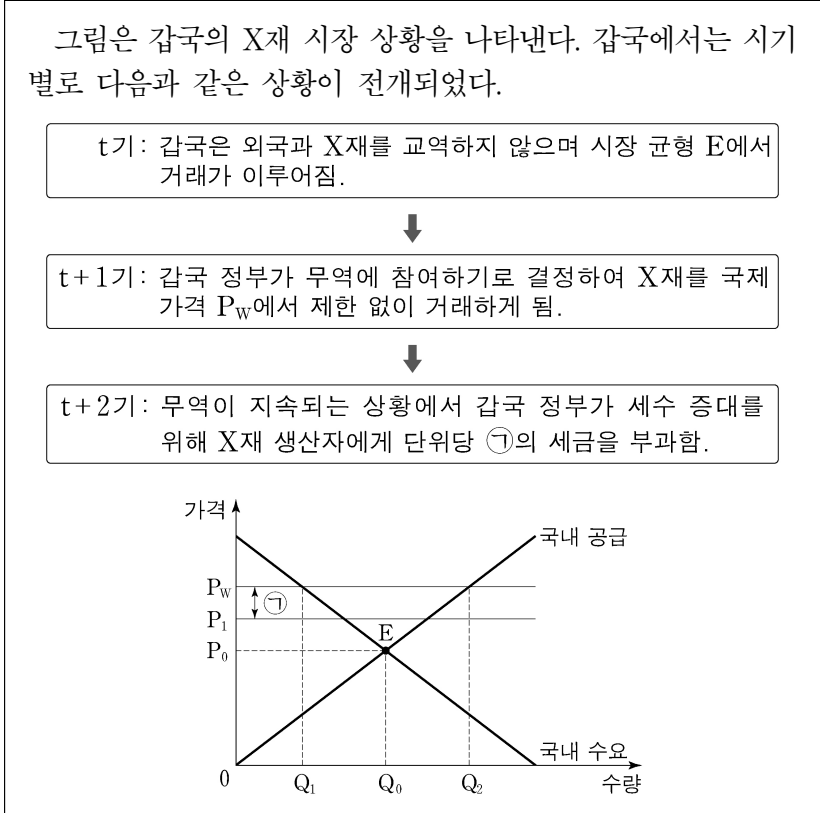 그림은 갑국의 X재 시장 상황을 나타낸다. 갑국에서는 시기
별로 다음과 같은 상황이 전개되었다.
t기: 갑국은 외국과 X재를 교역하지 않으며 시장 균형 E에서
거래가 이루어짐.
t+1기: 갑국 정부가 무역에 참여하기로 결정하여 X재를 국제
가격 P_W에서 제한 없이 거래하게 됨.
t+2기: 무역이 지속되는 상황에서 갑국 정부가 세수 증대를
위해 X재 생산자에게 단위당 ㉠의 세금을 부과함.
가격
국내 공급
P_W
㉠
P_1
E
P_0
국내 수요
0
Q_1
Q_0
Q_2
수량